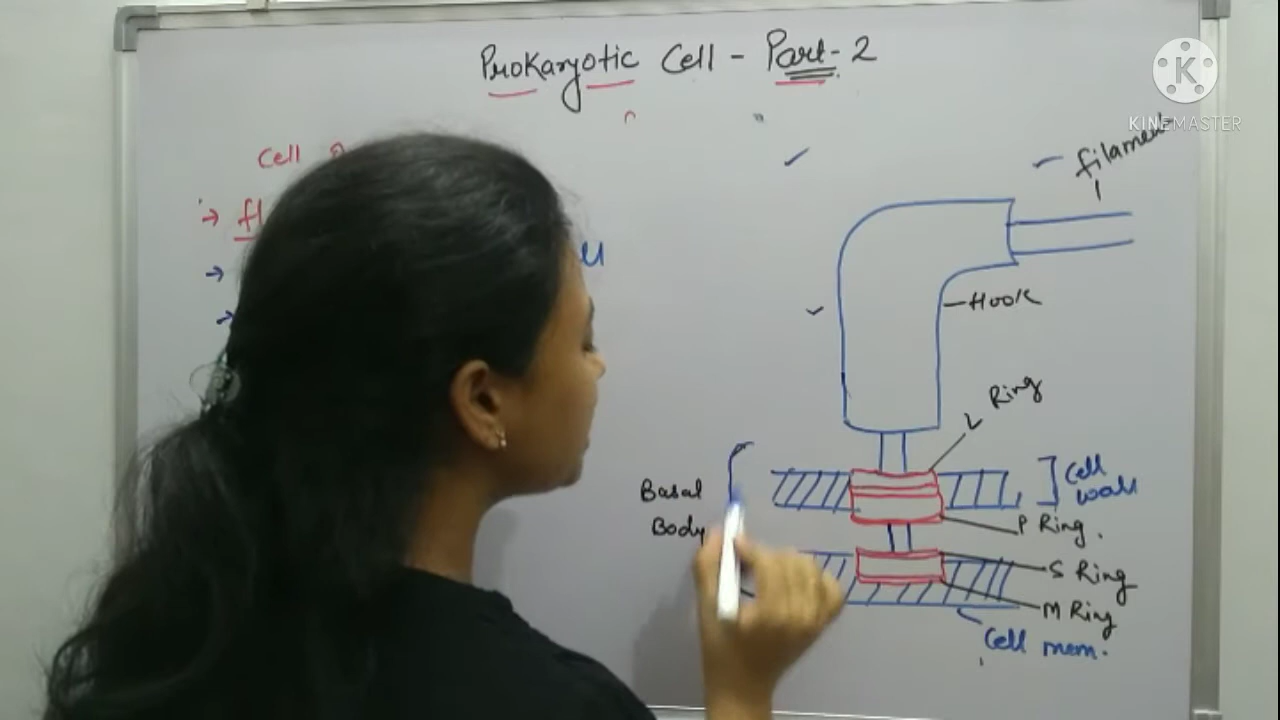 Prokaryotic Cell - Part-2
KINEMASTER
Cell
filament
Hook
L Ring
Basal
Body
Cell
wall
P Ring.
S Ring
M Ring
Cell mem.